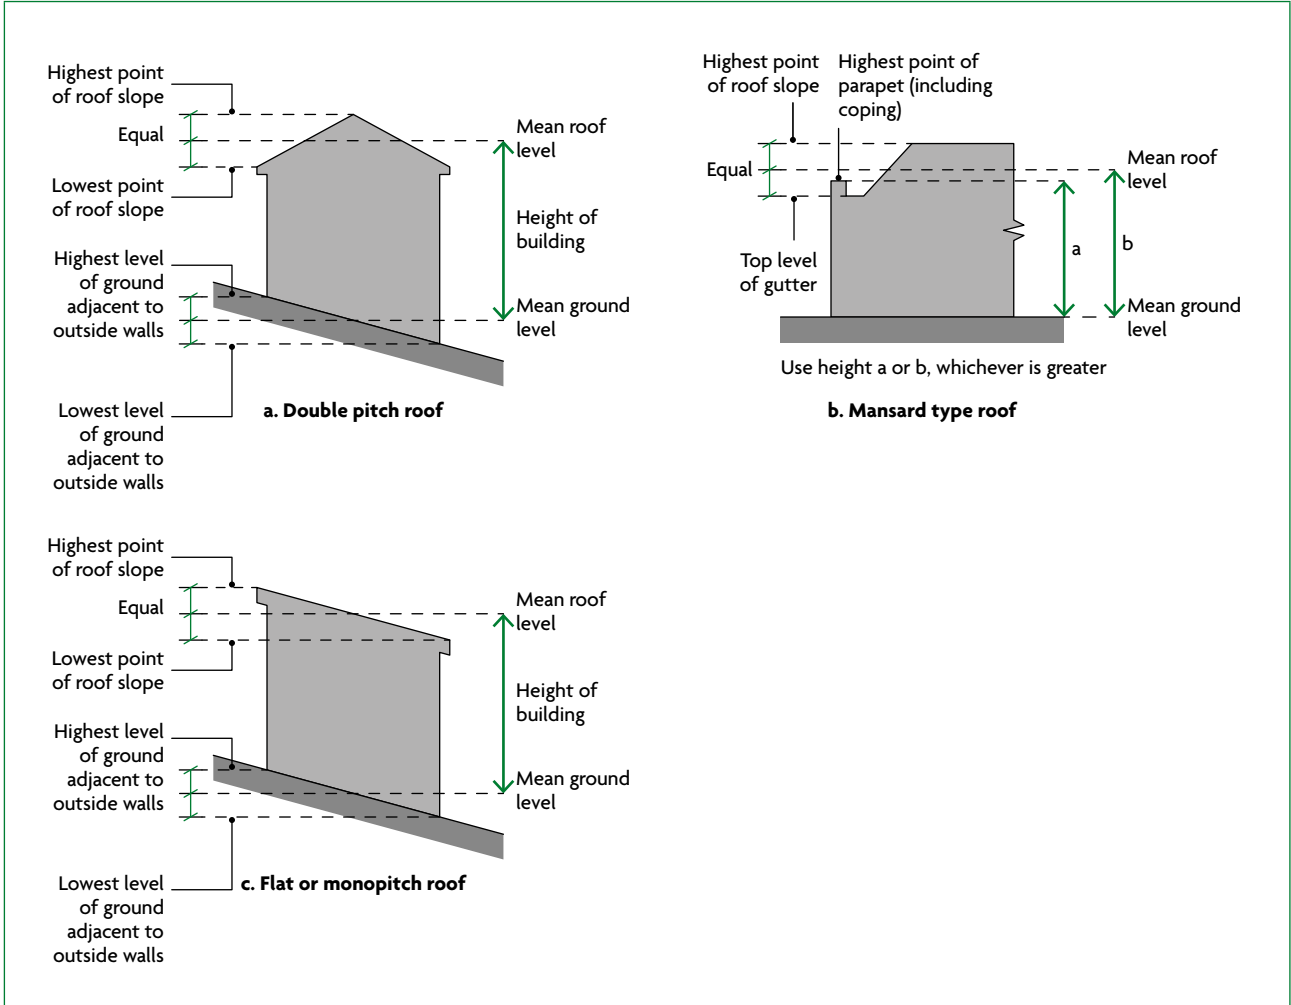 Highest point
of roof slope
Equal
Lowest point
of roof slope
Highest level
of ground
adjacent to
outside walls
Lowest level
of ground
adjacent to
outside walls
Mean roof
level
Height of
building
Mean ground
level
a. Double pitch roof
Highest point
of roof slope
Highest point of
parapet (including
coping)
Equal
Top level
of gutter
Mean roof
level
a
b
Mean ground
level
Use height a or b, whichever is greater
b. Mansard type roof
Highest point
of roof slope
Equal
Lowest point
of roof slope
Highest level
of ground
adjacent to
outside walls
Lowest level
of ground
adjacent to
outside walls
Mean roof
level
Height of
building
Mean ground
level
c. Flat or monopitch roof